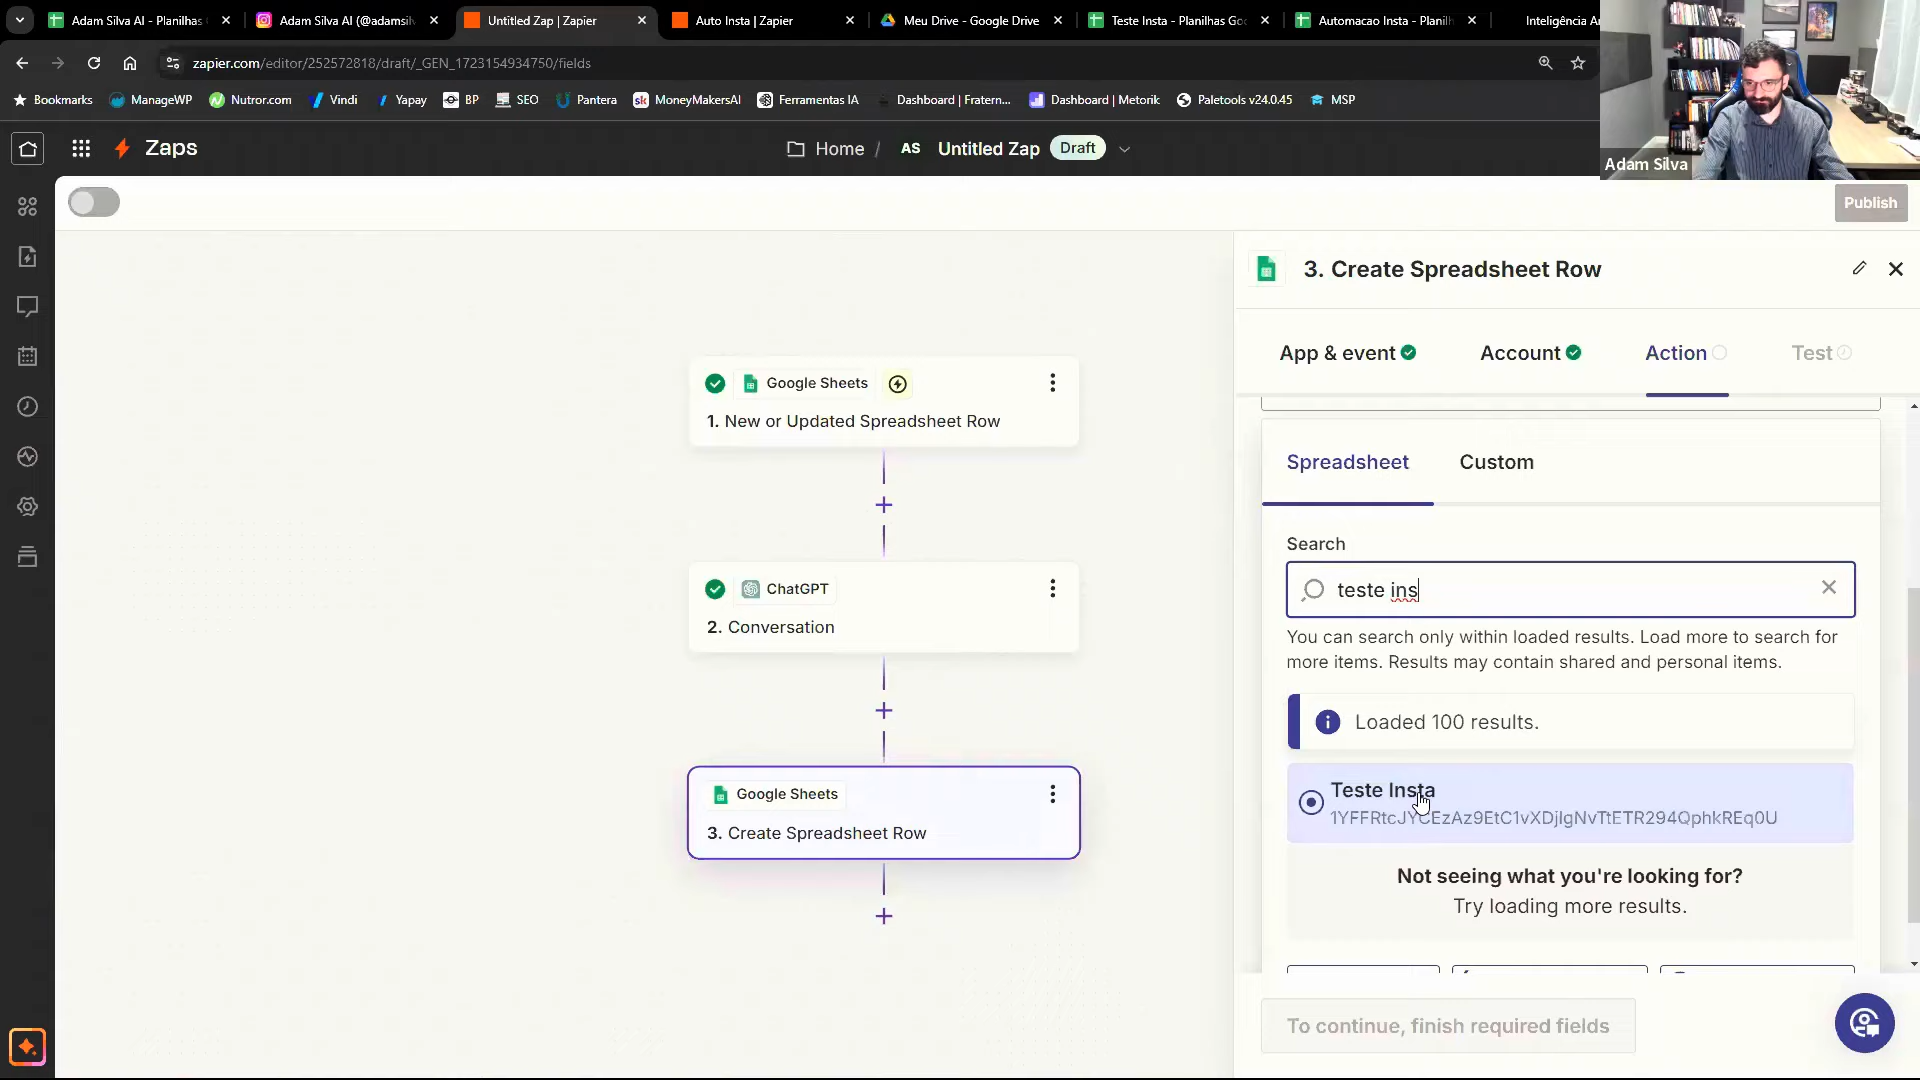 Adam Silva AI - Planilhas
Adam Silva AI (@adamsil
Untitled Zap | Zapier
Auto Insta | Zapier
Meu Drive - Google Drive
Teste Insta - Planilhas Go
Automacao Insta - Planilh
Inteligência Ar
zapier.com/editor/252572818/draft/_GEN_1723154934750/fields
Bookmarks
ManageWP
Nutror.com
Vindi
Yapay
BP
SEO
Pantera
MoneyMakersAI
Ferramentas IA
Dashboard | Fratern...
Dashboard | Metorik
Paletools v24.0.45
MSP
Adam Silva
Zaps
Home / AS Untitled Zap Draft
Publish
3. Create Spreadsheet Row
App & event
Account
Action
Test
Google Sheets
1. New or Updated Spreadsheet Row
ChatGPT
2. Conversation
Google Sheets
3. Create Spreadsheet Row
Spreadsheet
Custom
Search
teste ins
You can search only within loaded results. Load more to search for
more items. Results may contain shared and personal items.
Loaded 100 results.
Teste Insta
1YFFRtcJYCEzAz9EtC1vXDjIgNvTtETR294QphkREq0U
Not seeing what you're looking for?
Try loading more results.
To continue, finish required fields